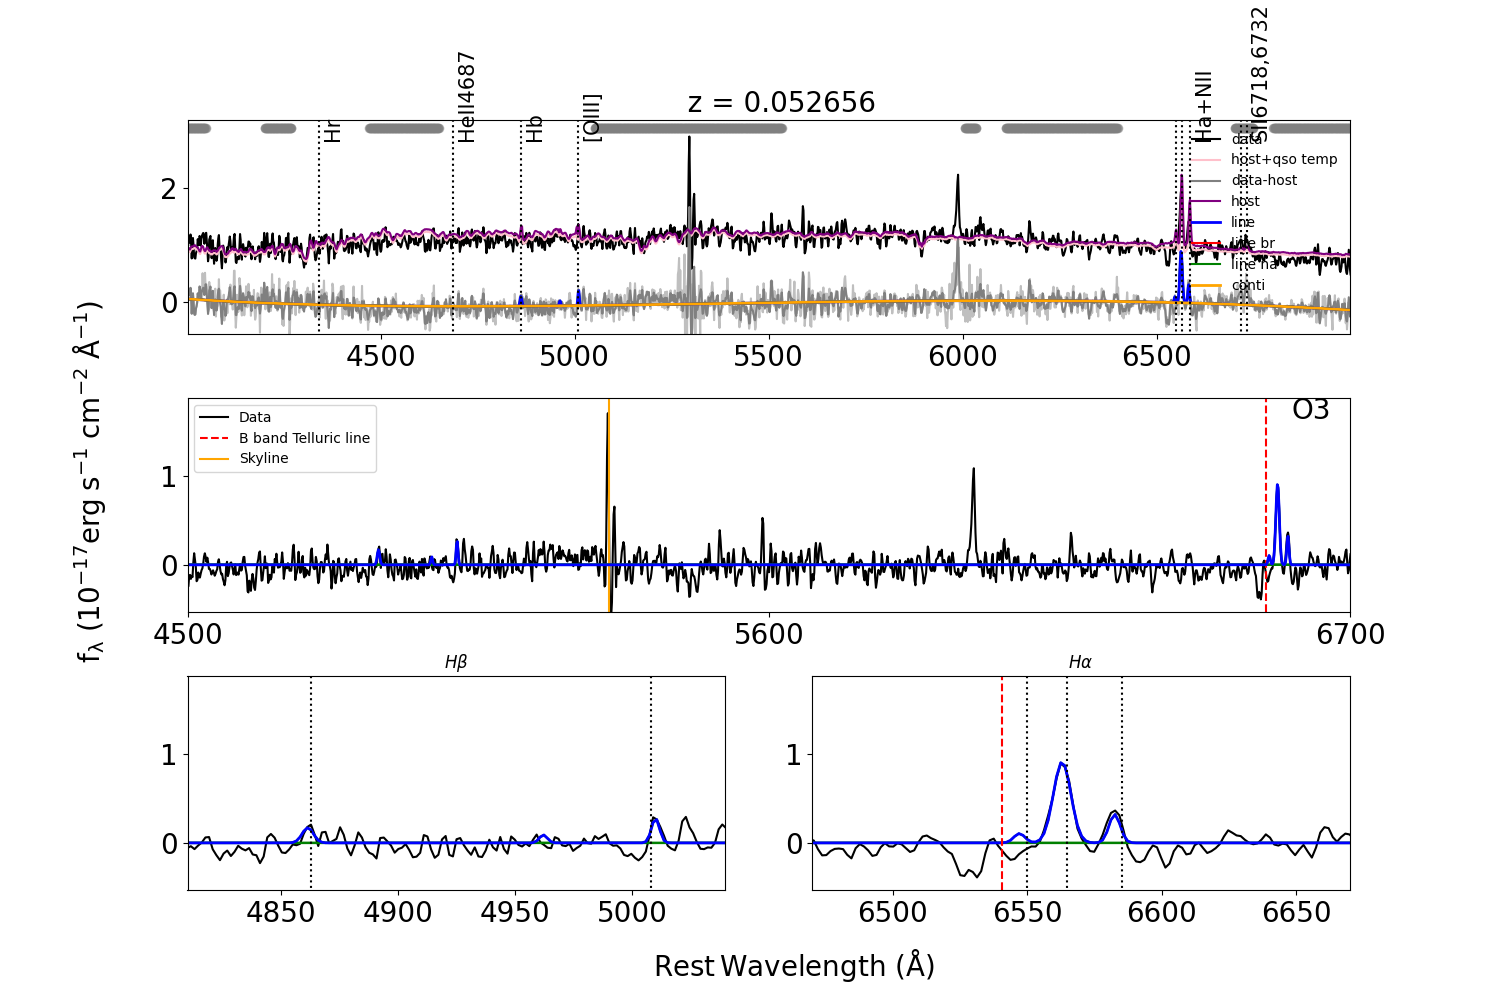 z = 0.052656
Hr
HeII4687
Hb
[OIII]
Ha+NII
SII6718,6732
data
host+qso temp
data-host
host
line
line br
line na
conti
2
0
4500 5000 5500 6000 6500
Data
B band Telluric line
Skyline
O3
1
0
4500 5600 6700
fλ (10⁻¹⁷erg s⁻¹ cm⁻² Å⁻¹)
Hβ
1
0
4850 4900 4950 5000
Hα
1
0
6500 6550 6600 6650
Rest Wavelength (Å)